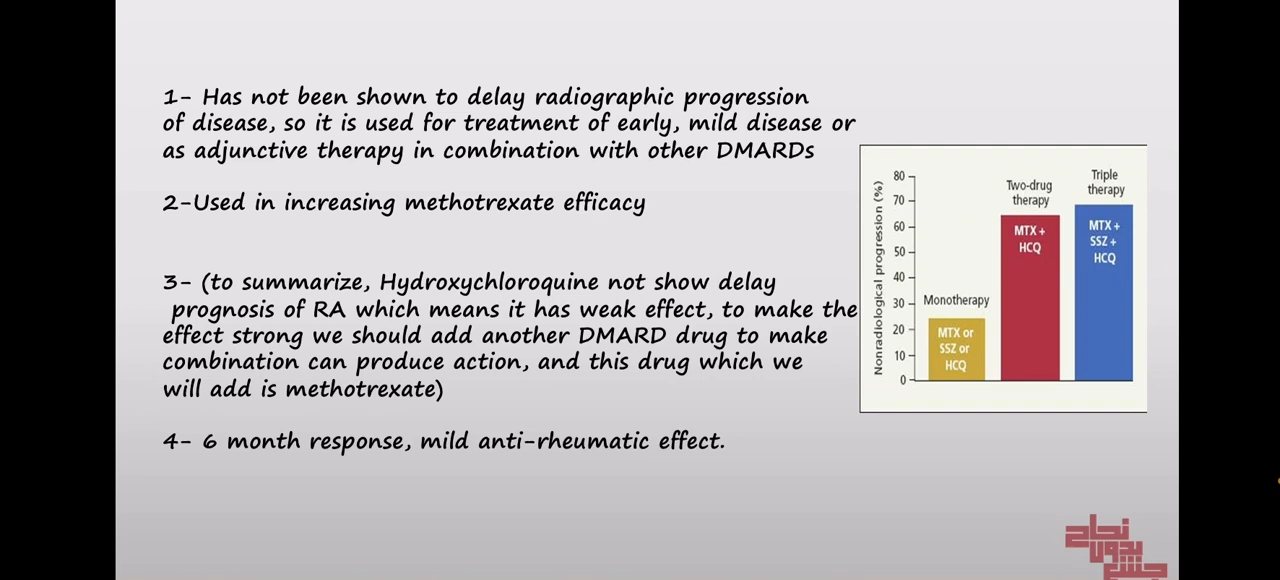 1- Has not been shown to delay radiographic progression
of disease, so it is used for treatment of early, mild disease or
as adjunctive therapy in combination with other DMARDs
2-Used in increasing methotrexate efficacy
3- (to summarize, Hydroxychloroquine not show delay
prognosis of RA which means it has weak effect, to make the
effect strong we should add another DMARD drug to make
combination can produce action, and this drug which we
will add is methotrexate)
4- 6 month response, mild anti-rheumatic effect.
Nonradiological progression (%)
80
70
60
50
40
30
20
10
0
Monotherapy
MTX or
SSZ or
HCQ
Two-drug
therapy
MTX +
HCQ
Triple
therapy
MTX +
SSZ +
HCQ
نجاح
بدون